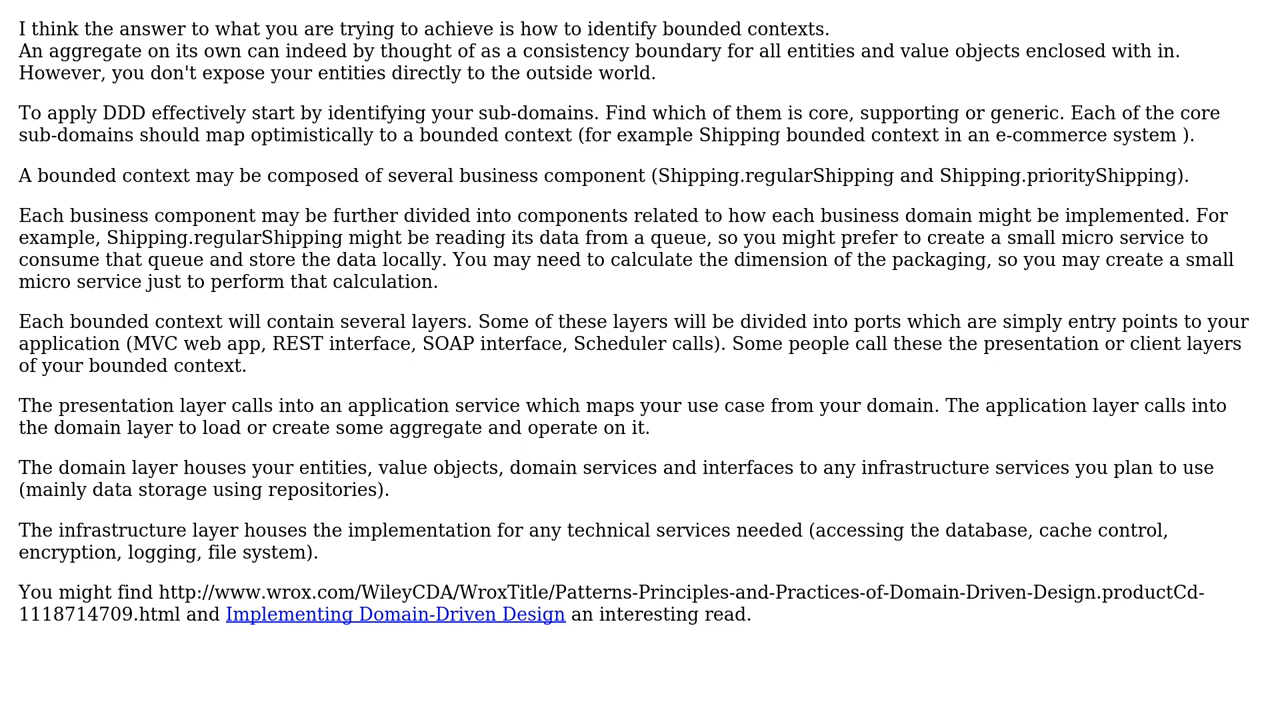 I think the answer to what you are trying to achieve is how to identify bounded contexts.
An aggregate on its own can indeed by thought of as a consistency boundary for all entities and value objects enclosed with in.
However, you don't expose your entities directly to the outside world.
To apply DDD effectively start by identifying your sub-domains. Find which of them is core, supporting or generic. Each of the core
sub-domains should map optimistically to a bounded context (for example Shipping bounded context in an e-commerce system ).
A bounded context may be composed of several business component (Shipping.regularShipping and Shipping.priorityShipping).
Each business component may be further divided into components related to how each business domain might be implemented. For
example, Shipping.regularShipping might be reading its data from a queue, so you might prefer to create a small micro service to
consume that queue and store the data locally. You may need to calculate the dimension of the packaging, so you may create a small
micro service just to perform that calculation.
Each bounded context will contain several layers. Some of these layers will be divided into ports which are simply entry points to your
application (MVC web app, REST interface, SOAP interface, Scheduler calls). Some people call these the presentation or client layers
of your bounded context.
The presentation layer calls into an application service which maps your use case from your domain. The application layer calls into
the domain layer to load or create some aggregate and operate on it.
The domain layer houses your entities, value objects, domain services and interfaces to any infrastructure services you plan to use
(mainly data storage using repositories).
The infrastructure layer houses the implementation for any technical services needed (accessing the database, cache control,
encryption, logging, file system).
You might find http://www.wrox.com/WileyCDA/WroxTitle/Patterns-Principles-and-Practices-of-Domain-Driven-Design.productCd-
1118714709.html and Implementing Domain-Driven Design an interesting read.